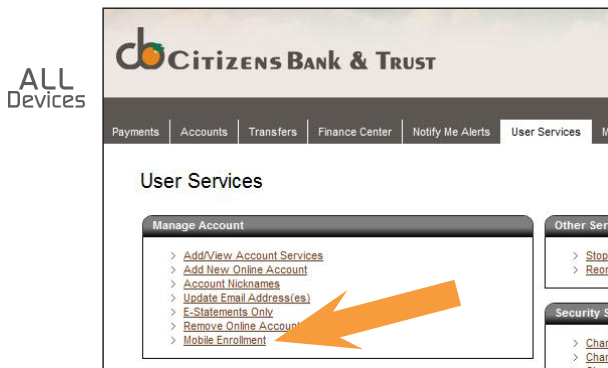 ALL
Devices
cb CITIZENS BANK & TRUST
Payments Accounts Transfers Finance Center Notify Me Alerts User Services
User Services
Manage Account
Other
> Add/View Account Services
> Add New Online Account
> Account Nicknames
> Update Email Address(es)
> E-Statements Only
> Remove Online Account
> Mobile Enrollment
> Stop
>
Security
>
>